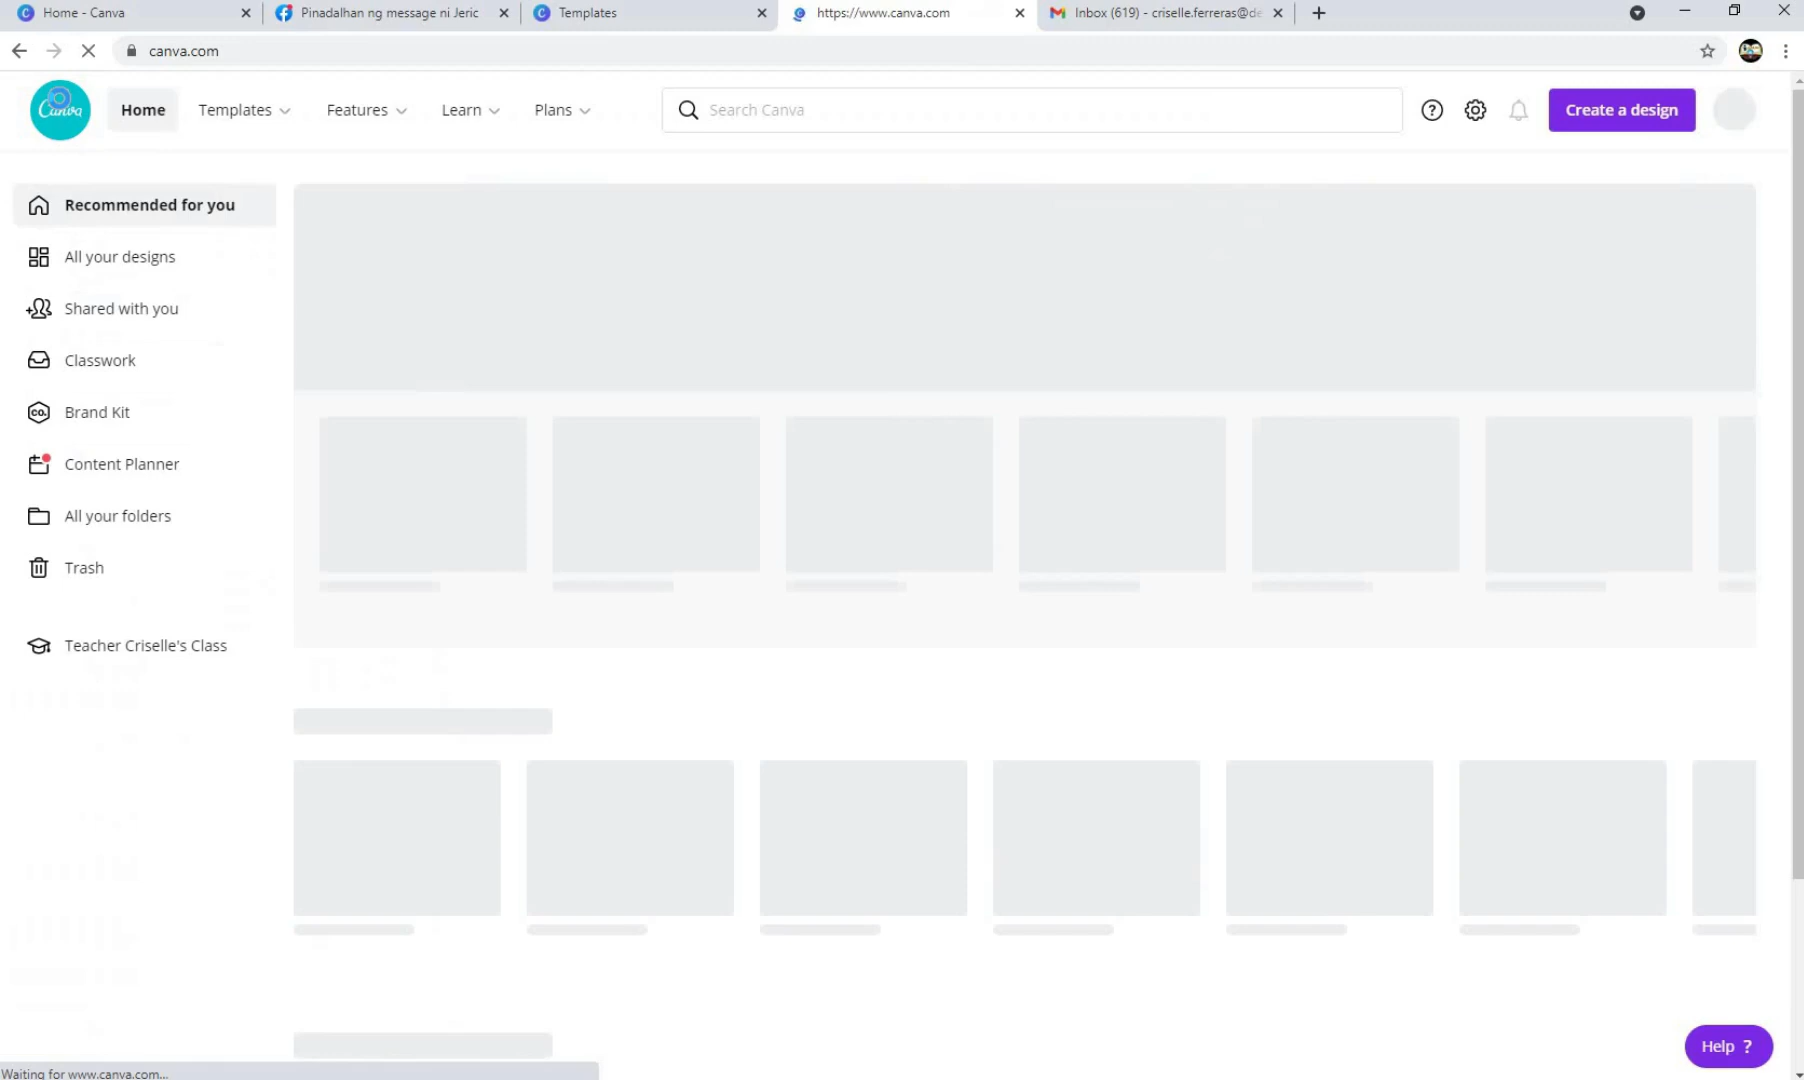 Home - Canva
Pinadalhan ng message ni Jeric
Templates
https://www.canva.com
Inbox (619) - criselle.ferreras@de
canva.com
Canva
Home
Templates
Features
Learn
Plans
Search Canva
Create a design
Recommended for you
All your designs
Shared with you
Classwork
Brand Kit
CO.
Content Planner
All your folders
Trash
Teacher Criselle's Class
Help ?
Waiting for www.canva.com...